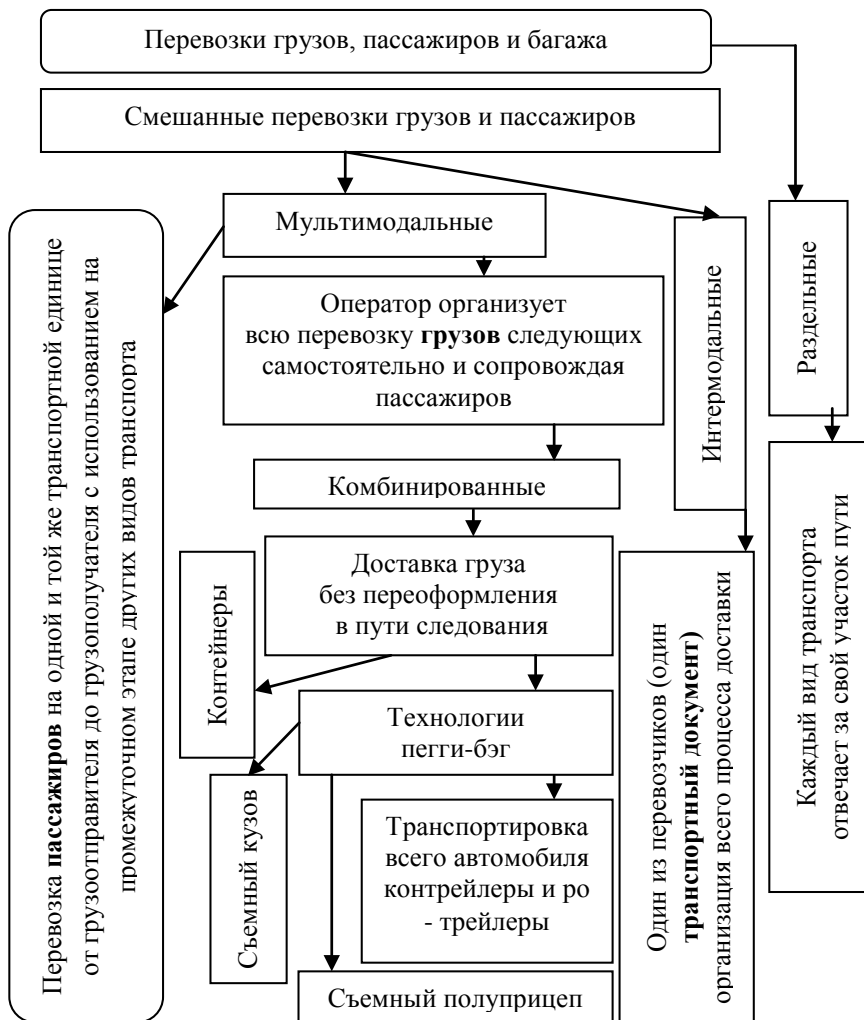 Перевозки грузов, пассажиров и багажа
Смешанные перевозки грузов и пассажиров
Мультимодальные
Оператор организует
всю перевозку грузов следующих
самостоятельно и сопровождая
пассажиров
Комбинированные
Доставка груза
без переоформления
в пути следования
Технологии
пегги-бэг
Транспортировка
всего автомобиля
контрейлеры и ро
- трейлеры
Съемный полуприцеп
Перевозка пассажиров на одной и той же транспортной единице
от грузоотправителя до грузополучателя с использованием на
промежуточном этапе других видов транспорта
Контейнеры
Съемный кузов
Интермодальные
Один из перевозчиков (один
транспортный документ)
организация всего процесса доставки
Раздельные
Каждый вид транспорта
отвечает за свой участок пути